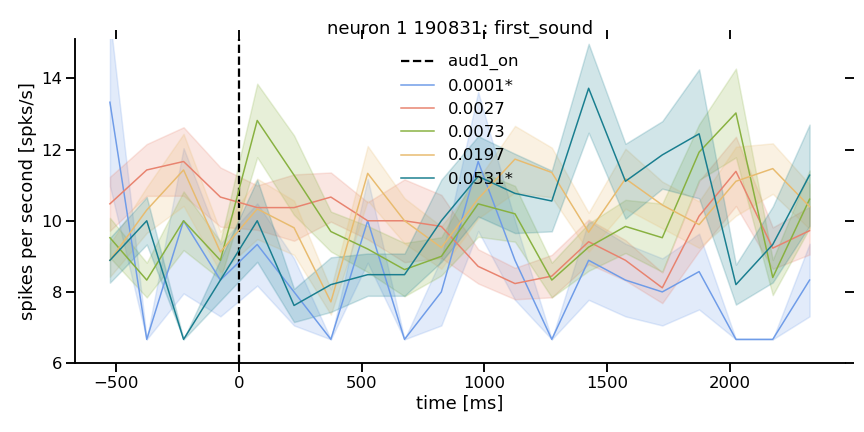 neuron 1 190831: first_sound
aud1_on
0.0001*
0.0027
0.0073
0.0197
0.0531*
spikes per second [spks/s]
14
12
10
8
6
−500 0 500 1000 1500 2000
time [ms]